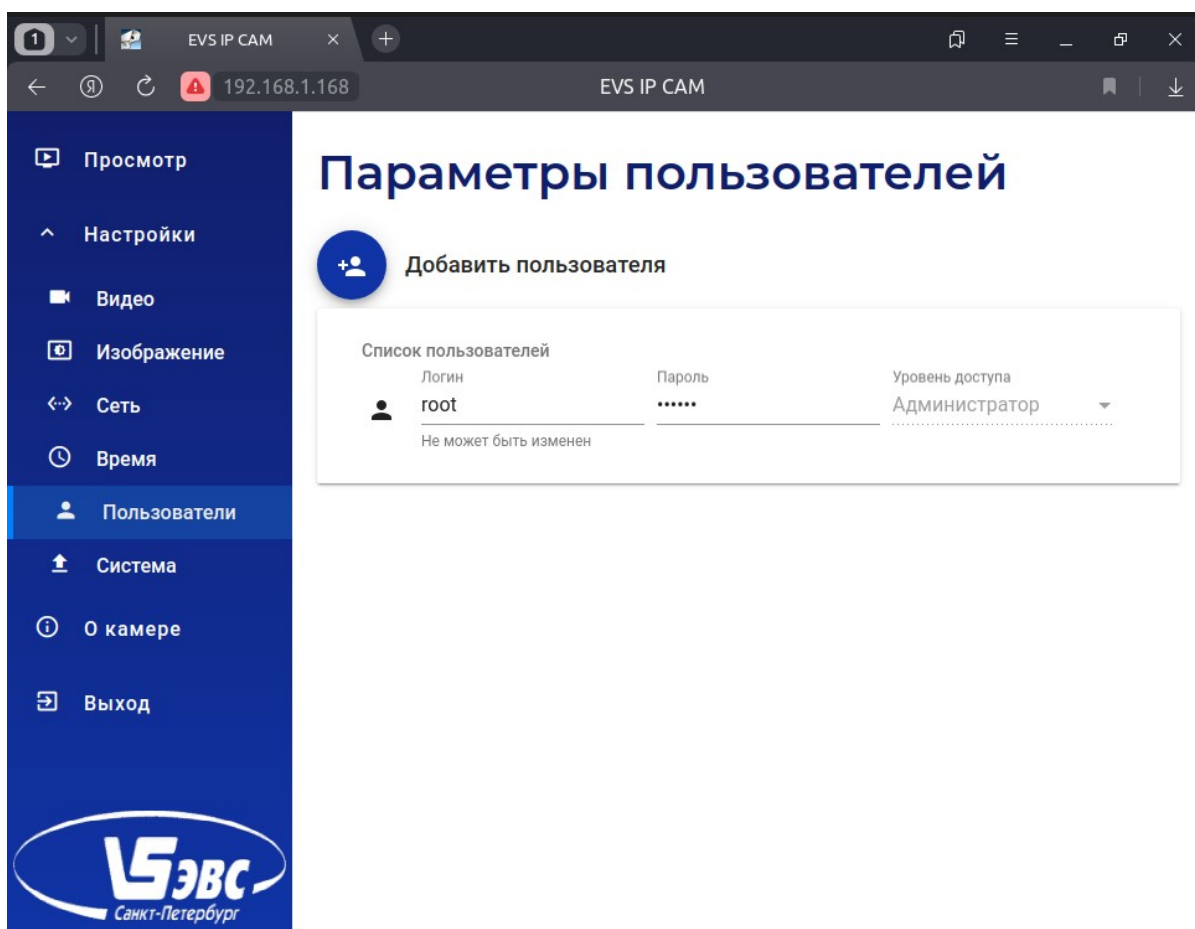 1
EVS IP CAM
192.168.1.168
EVS IP CAM
Просмотр
Настройки
Видео
Изображение
Сеть
Время
Пользователи
Система
О камере
Выход
ЭВС
Санкт-Петербург
Параметры пользователей
Добавить пользователя
Список пользователей
Логин Пароль Уровень доступа
root •••••• Администратор
Не может быть изменен